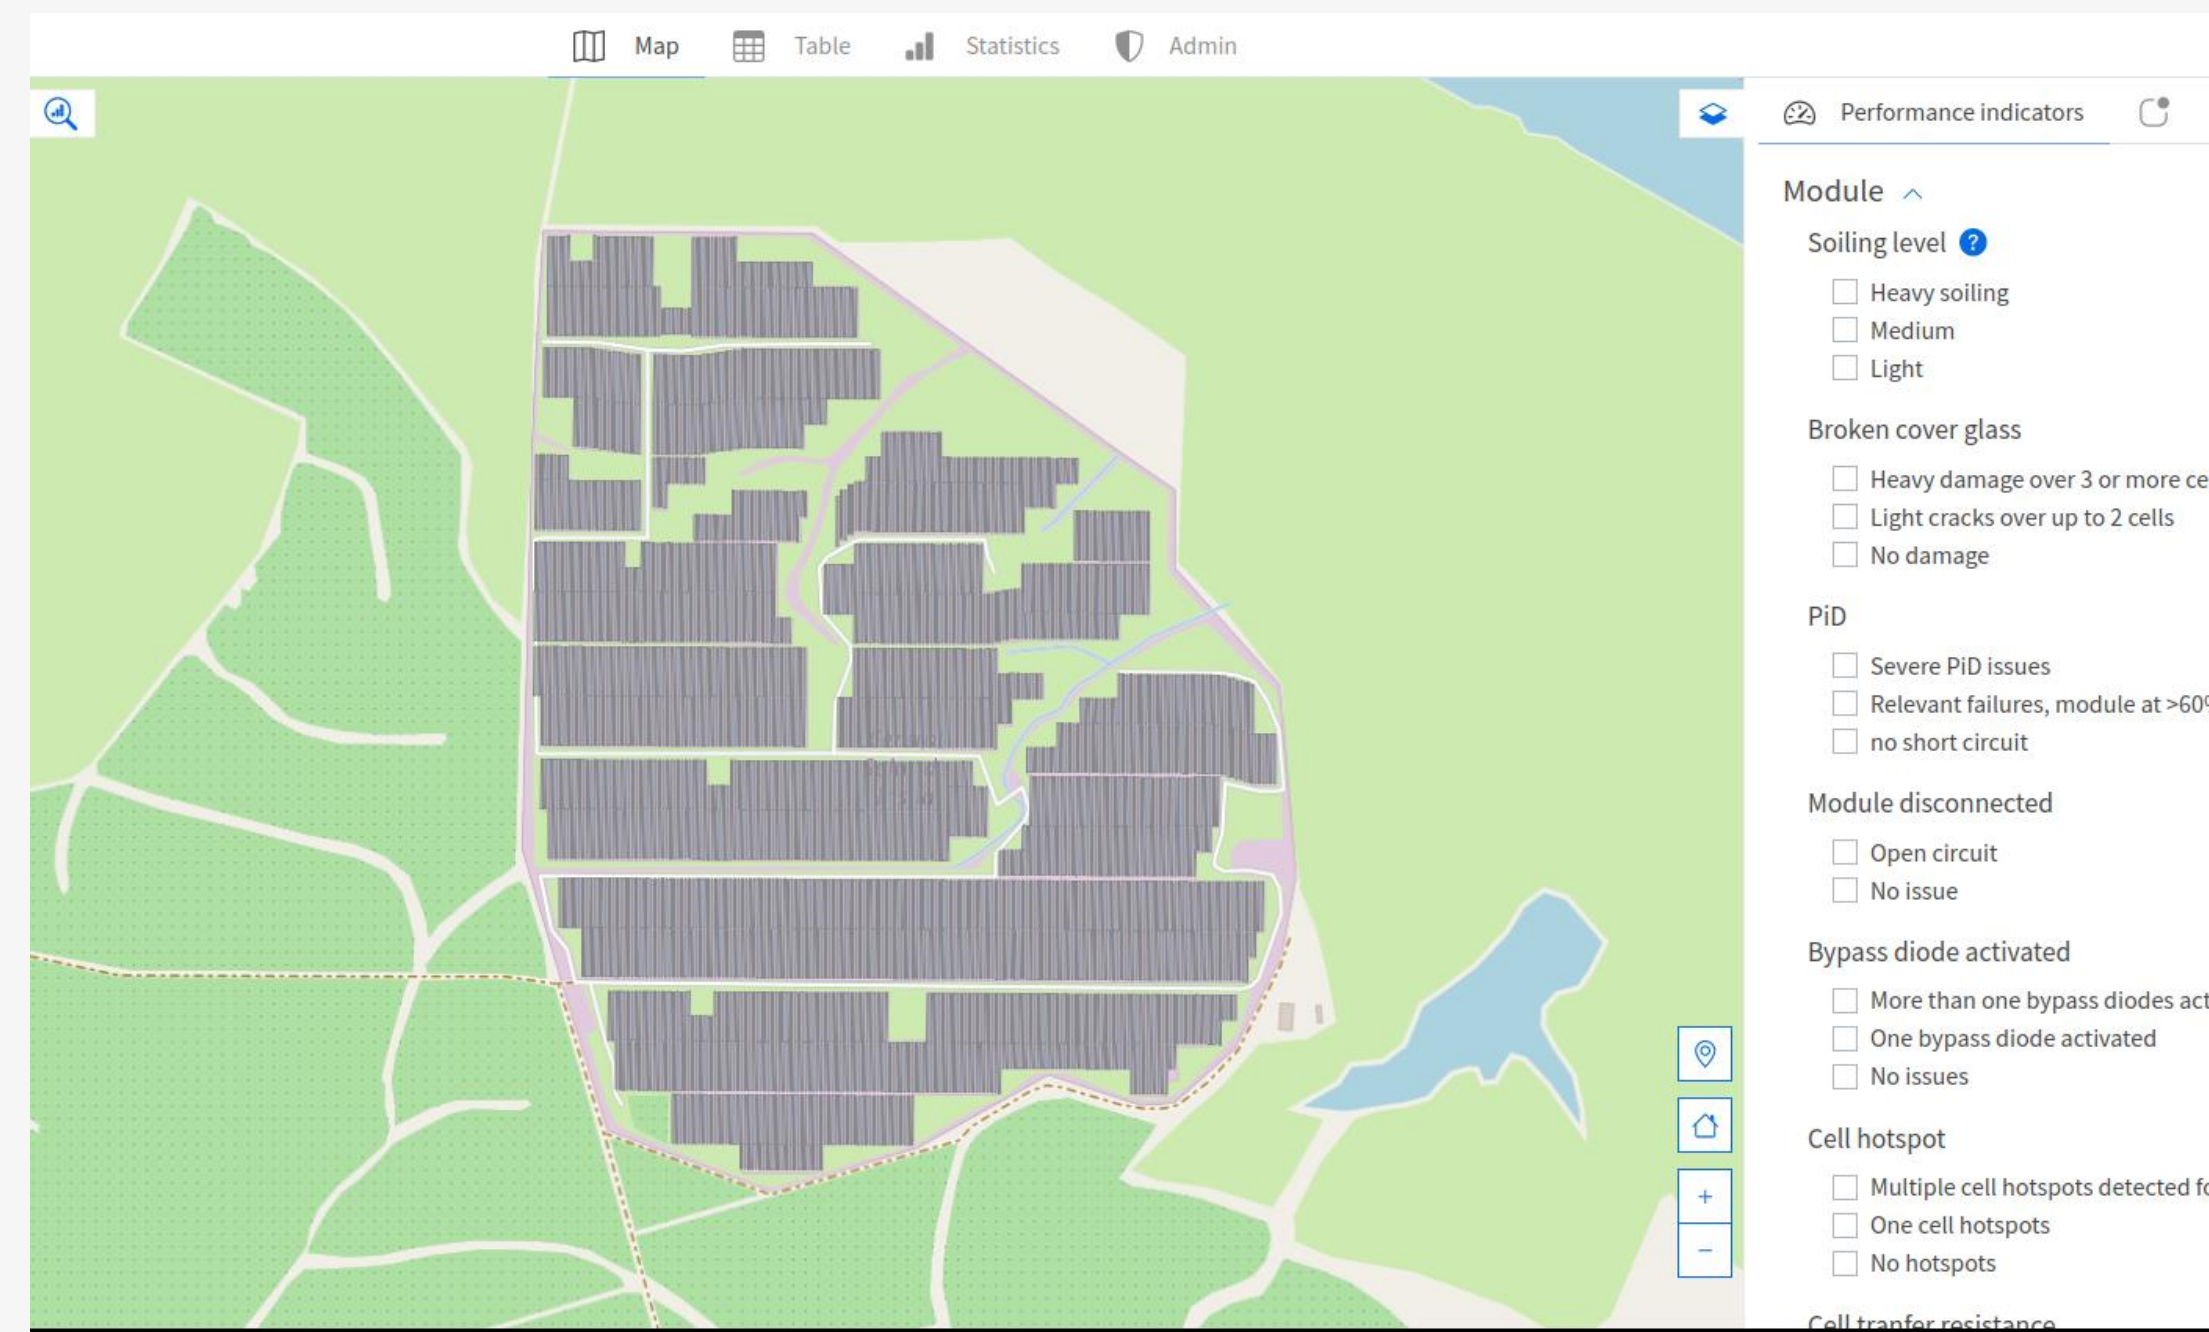 Map
Table
Statistics
Admin
Performance indicators
Module
Soiling level ?
Heavy soiling
Medium
Light
Broken cover glass
Heavy damage over 3 or more ce
Light cracks over up to 2 cells
No damage
PiD
Severe PiD issues
Relevant failures, module at >60%
no short circuit
Module disconnected
Open circuit
No issue
Bypass diode activated
More than one bypass diodes act
One bypass diode activated
No issues
Cell hotspot
Multiple cell hotspots detected fo
One cell hotspots
No hotspots
Cell tranfer resistance
+
−